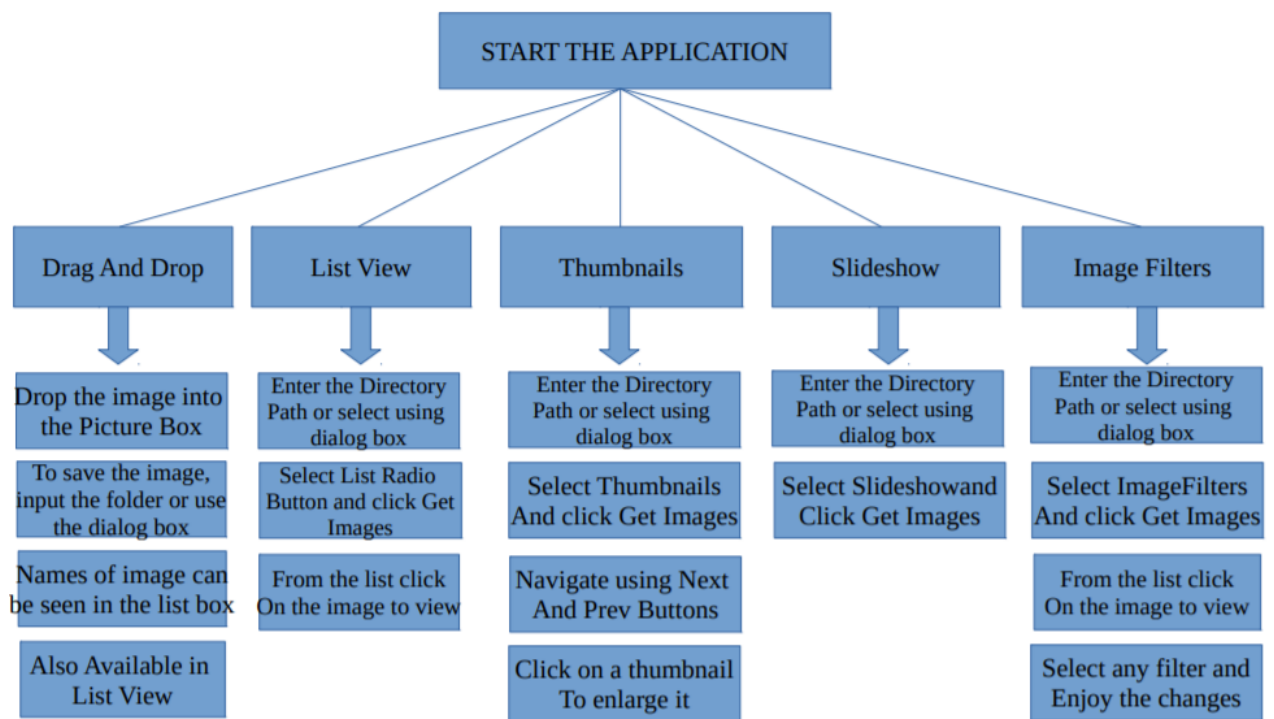 START THE APPLICATION
Drag And Drop
List View
Thumbnails
Slideshow
Image Filters
Drop the image into
the Picture Box
To save the image,
input the folder or use
the dialog box
Names of image can
be seen in the list box
Also Available in
List View
Enter the Directory
Path or select using
dialog box
Select List Radio
Button and click Get
Images
From the list click
On the image to view
Enter the Directory
Path or select using
dialog box
Select Thumbnails
And click Get Images
Navigate using Next
And Prev Buttons
Click on a thumbnail
To enlarge it
Enter the Directory
Path or select using
dialog box
Select Slideshowand
Click Get Images
Enter the Directory
Path or select using
dialog box
Select ImageFilters
And click Get Images
From the list click
On the image to view
Select any filter and
Enjoy the changes